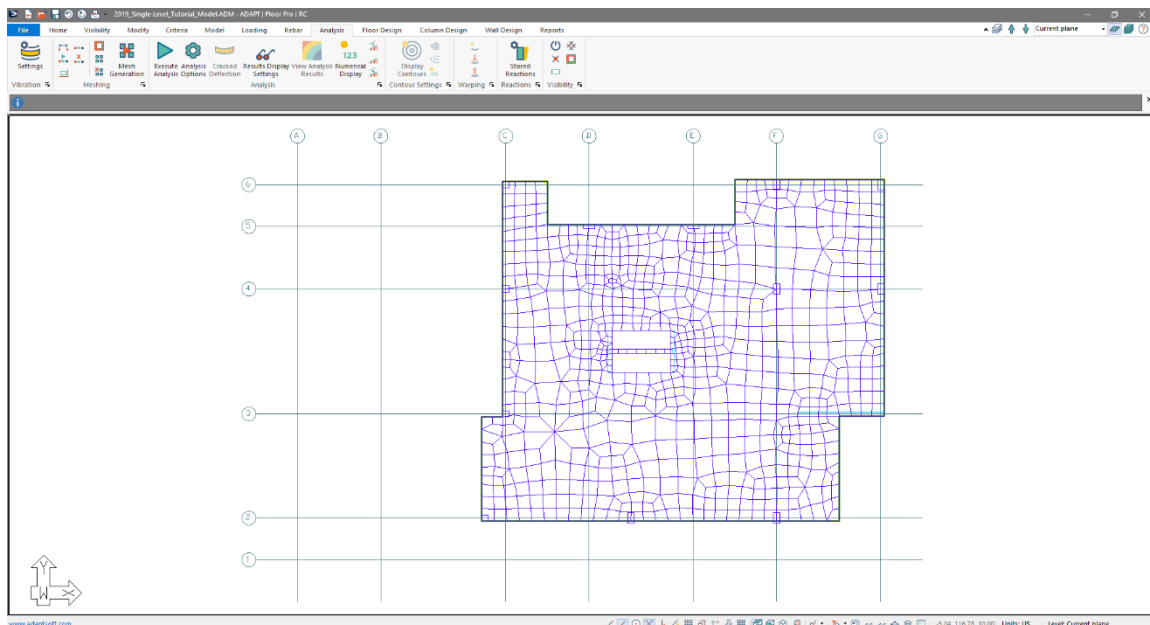 2019_Single-Level_Tutorial_Model.ADM - ADAPT | Floor Pro | RC
File Home Visibility Modify Criteria Model Loading Rebar Analysis Floor Design Column Design Wall Design Reports Current plane
Settings Mesh Generation Execute Analysis Analysis Options Cracked Deflection Results Display Settings View Analysis Results 123 Numerical Display Display Contours Stored Reactions
Vibration Meshing Analysis Contour Settings Warping Reactions Visibility
A B C D E F G
6
5
4
3
2
1
Y
W X
www.adaptsoft.com Units: US Level: Current plane